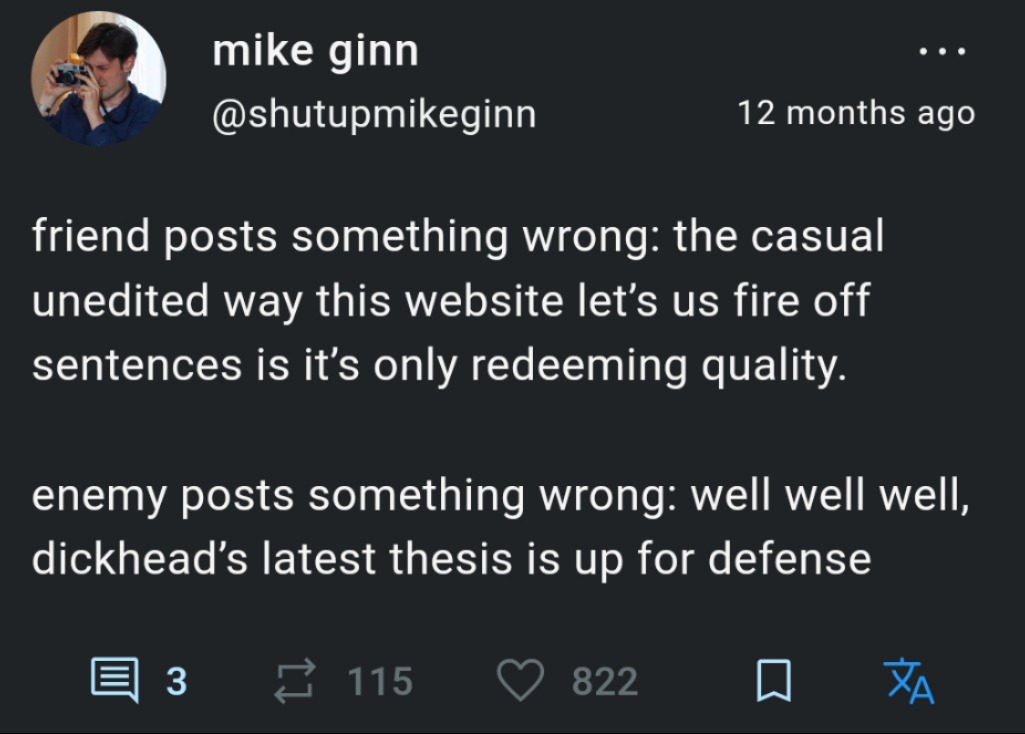 mike ginn
@shutupmikeginn
12 months ago
friend posts something wrong: the casual
unedited way this website let’s us fire off
sentences is it’s only redeeming quality.
enemy posts something wrong: well well well,
dickhead’s latest thesis is up for defense
3 115 822